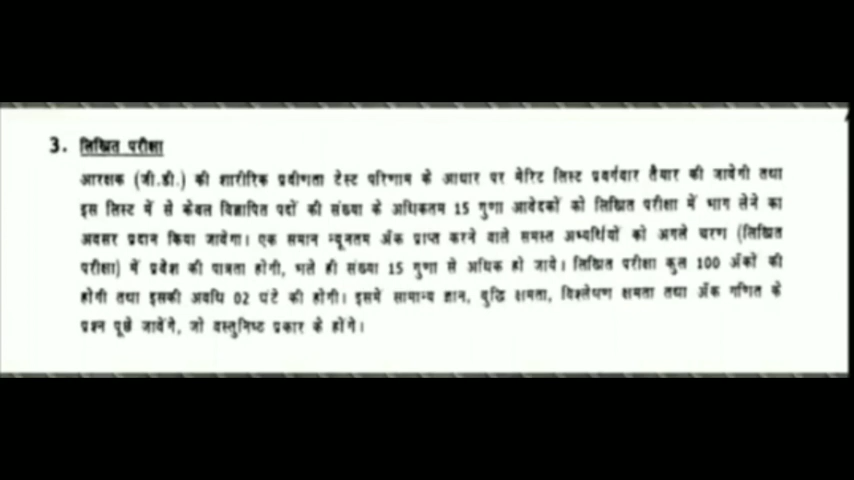 3. लिखित परीक्षा
आरक्षक (जी.डी.) की शारीरिक प्रवीणता टेस्ट परिणाम के आधार पर मेरिट लिस्ट प्रवर्गवार तैयार की जावेगी तथा
इस लिस्ट में से केवल विज्ञापित पदों की संख्या के अधिकतम 15 गुणा आवेदकों को लिखित परीक्षा में भाग लेने का
अवसर प्रदान किया जावेगा। एक समान न्यूनतम अँक प्राप्त करने वाले समस्त अभ्यर्थियों को अगले चरण (लिखित
परीक्षा) में प्रवेश की पात्रता होगी, भले ही संख्या 15 गुणा से अधिक हो जाये। लिखित परीक्षा कुल 100 अँकों की
होगी तथा इसकी अवधि 02 घंटे की होगी। इसमें सामान्य ज्ञान, बुद्धि क्षमता, विश्लेषण क्षमता तथा अँक गणित के
प्रश्न पूछे जावेंगे, जो वस्तुनिष्ठ प्रकार के होंगे।